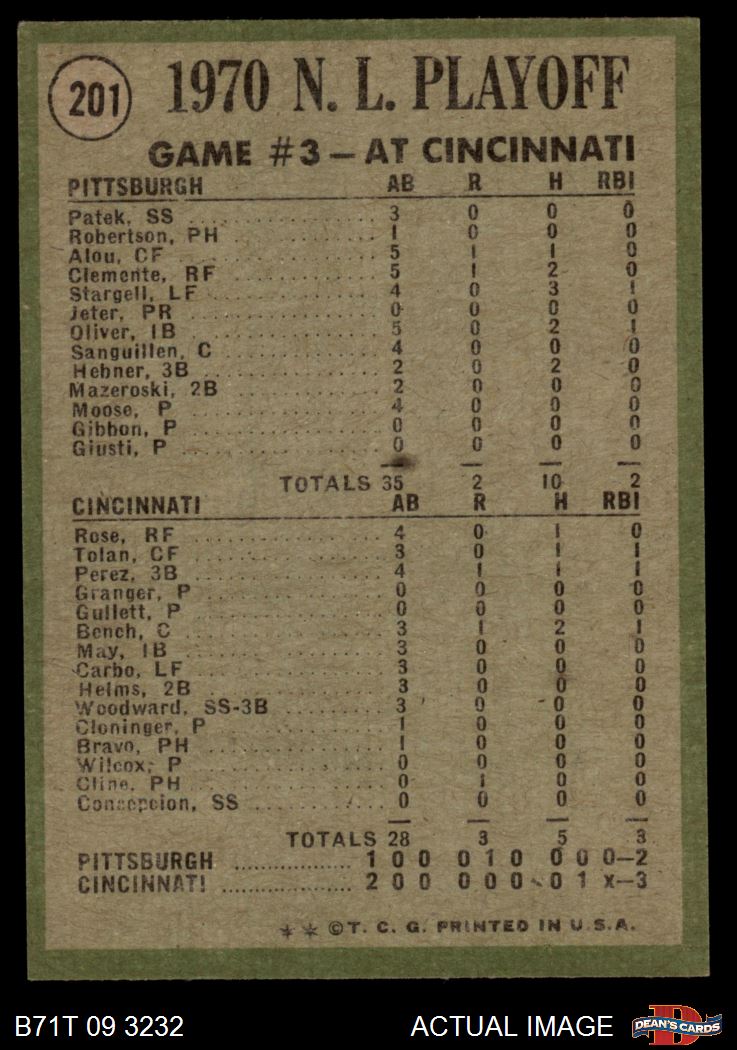 201
1970 N. L. PLAYOFF
GAME #3 – AT CINCINNATI
PITTSBURGH AB R H RBI
Patek, SS 3 0 0 0
Robertson, PH 1 0 0 0
Alou, CF 5 1 1 0
Clemente, RF 5 1 2 0
Stargell, LF 4 0 3 1
Jeter, PR 0 0 0 0
Oliver, 1B 5 0 2 1
Sanguillen, C 4 0 0 0
Hebner, 3B 2 0 2 0
Mazeroski, 2B 2 0 0 0
Moose, P 4 0 0 0
Gibbon, P 0 0 0 0
Giusti, P 0 0 0 0
TOTALS 35 2 10 2
CINCINNATI AB R H RBI
Rose, RF 4 0 1 0
Tolan, CF 3 0 1 1
Perez, 3B 4 1 1 1
Granger, P 0 0 0 0
Gullett, P 0 0 0 0
Bench, C 3 1 2 1
May, 1B 3 0 0 0
Carbo, LF 3 0 0 0
Helms, 2B 3 0 0 0
Woodward, SS-3B 3 0 0 0
Cloninger, P 1 0 0 0
Bravo, PH 1 0 0 0
Wilcox, P 0 0 0 0
Cline, PH 0 1 0 0
Concepcion, SS 0 0 0 0
TOTALS 28 3 5 3
PITTSBURGH 1 0 0 0 1 0 0 0 0–2
CINCINNATI 2 0 0 0 0 0 0 1 x–3
** ©T. C. G. PRINTED IN U.S.A.
B71T 09 3232 ACTUAL IMAGE D DEAN'S CARDS